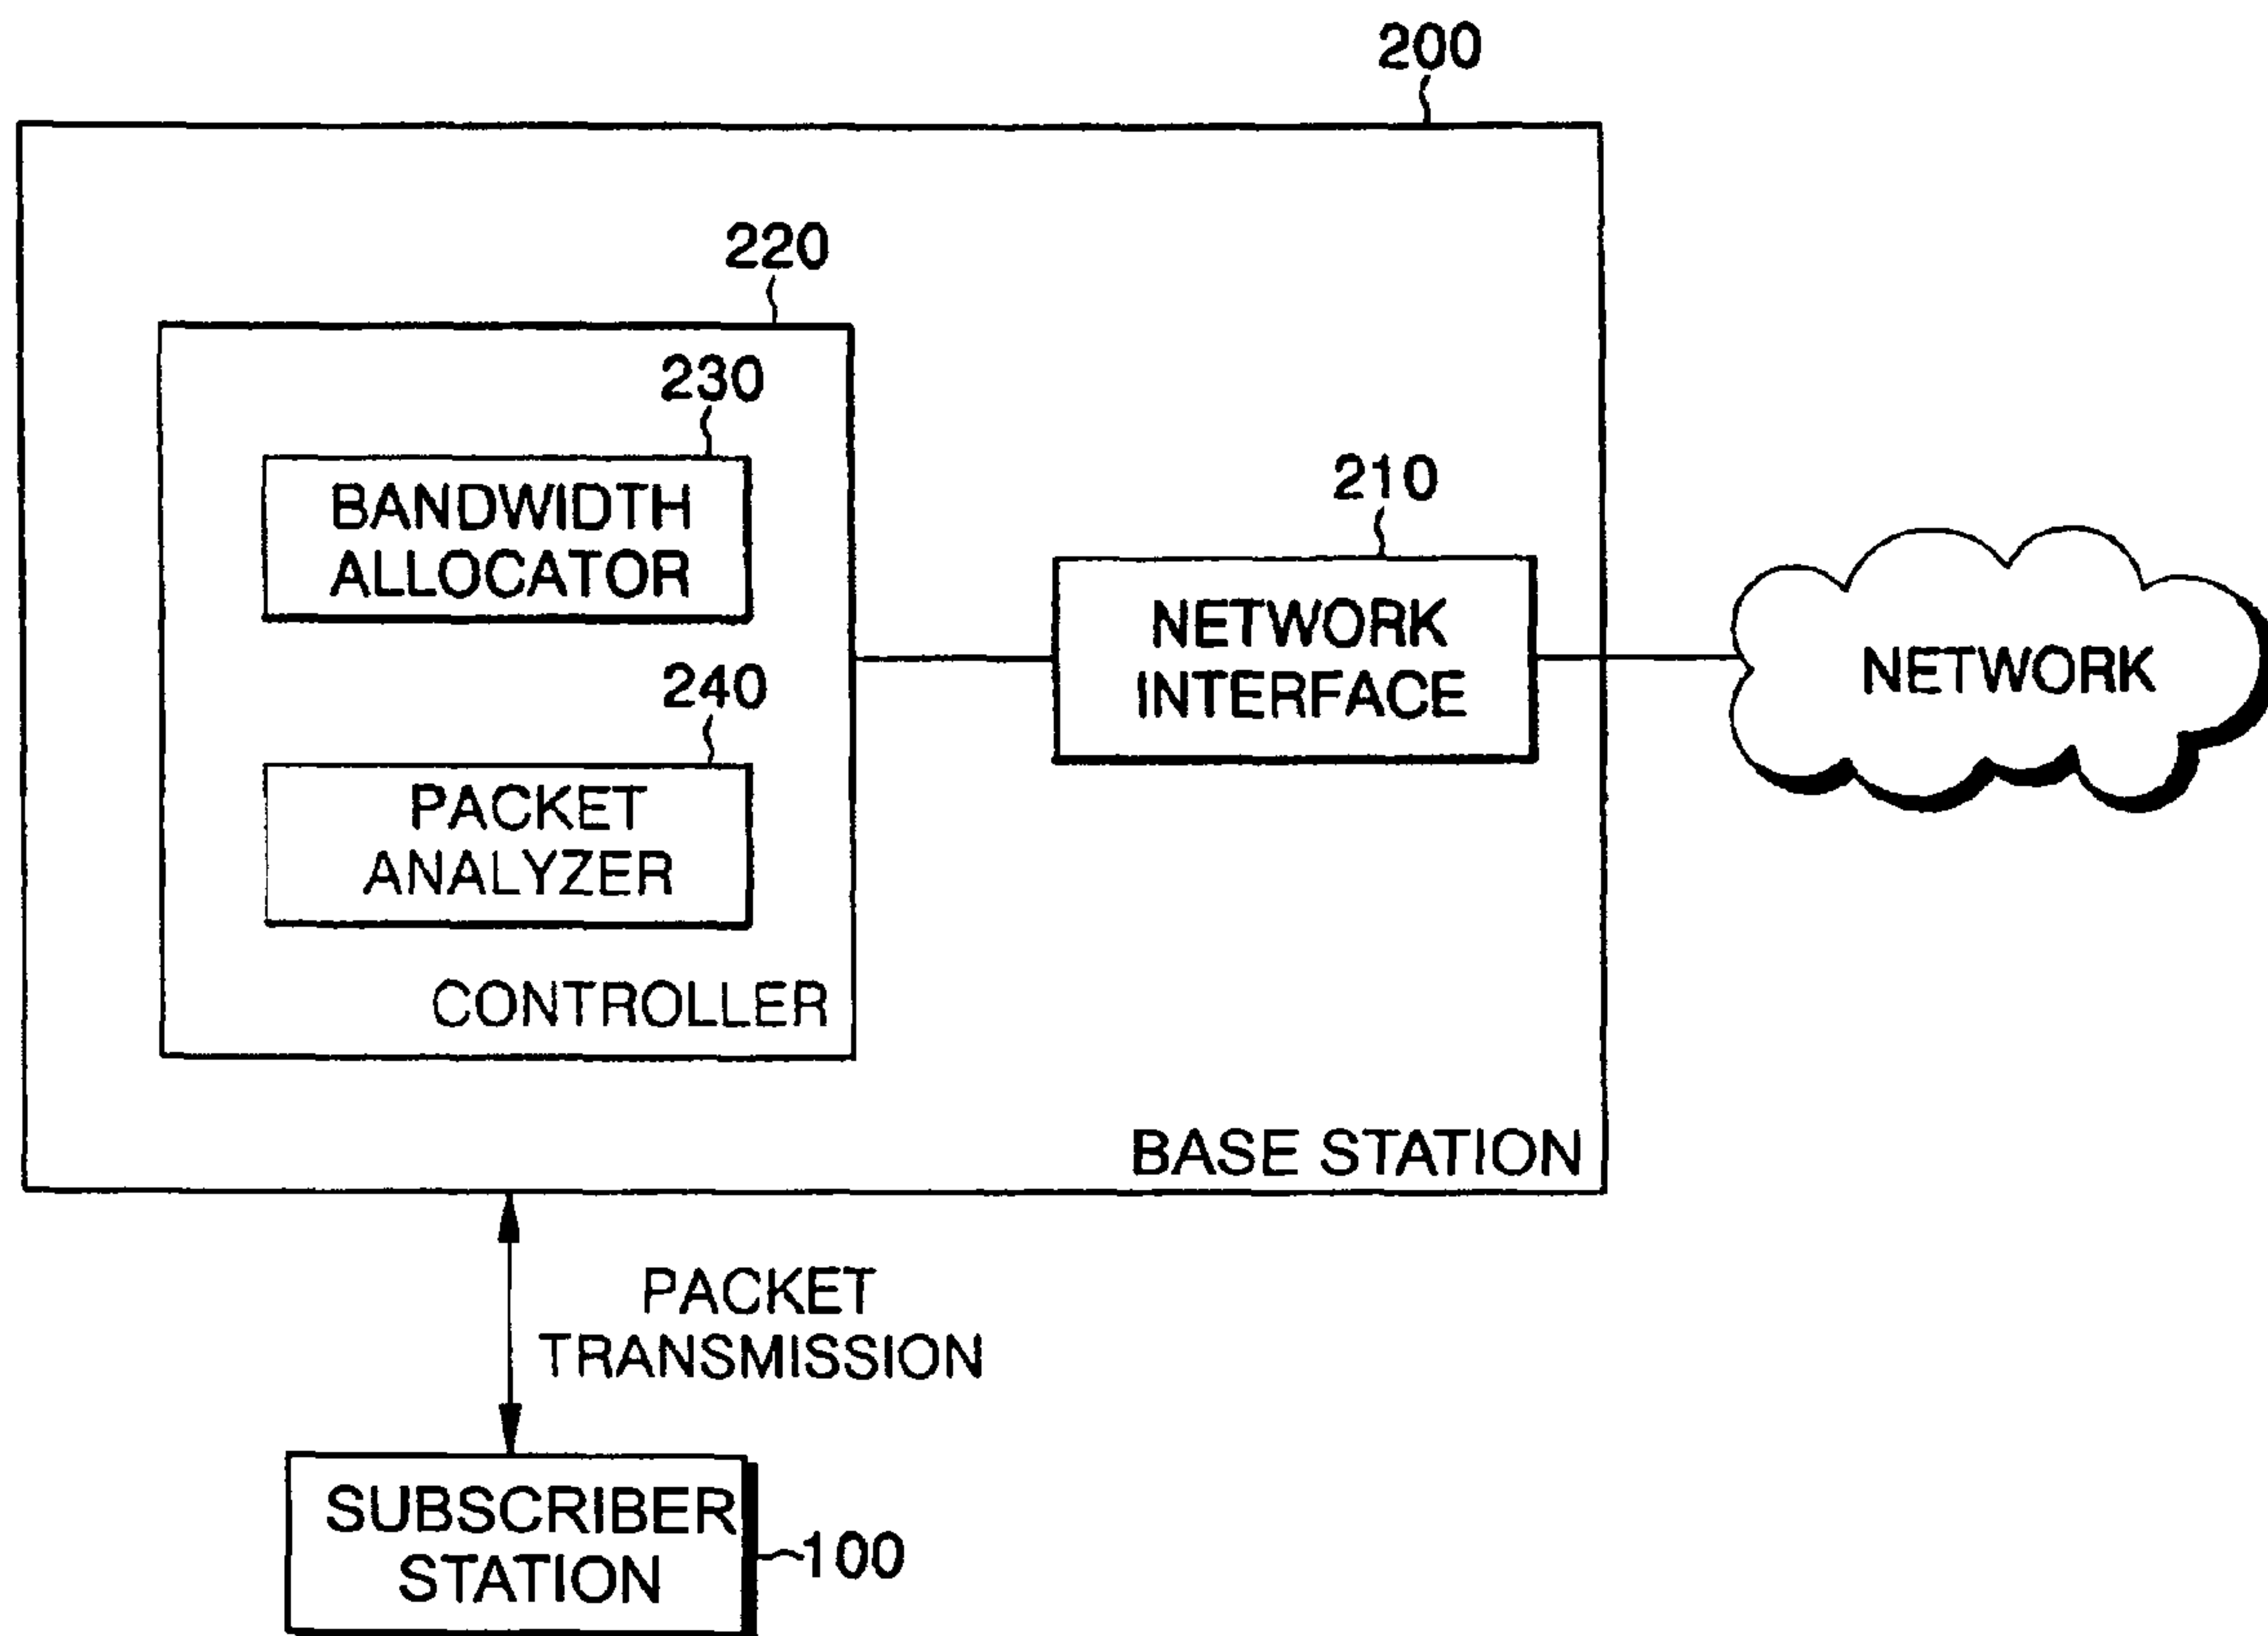 200
220
230
BANDWIDTH
ALLOCATOR
210
NETWORK
INTERFACE
NETWORK
240
PACKET
ANALYZER
CONTROLLER
BASE STATION
PACKET
TRANSMISSION
SUBSCRIBER
STATION
100